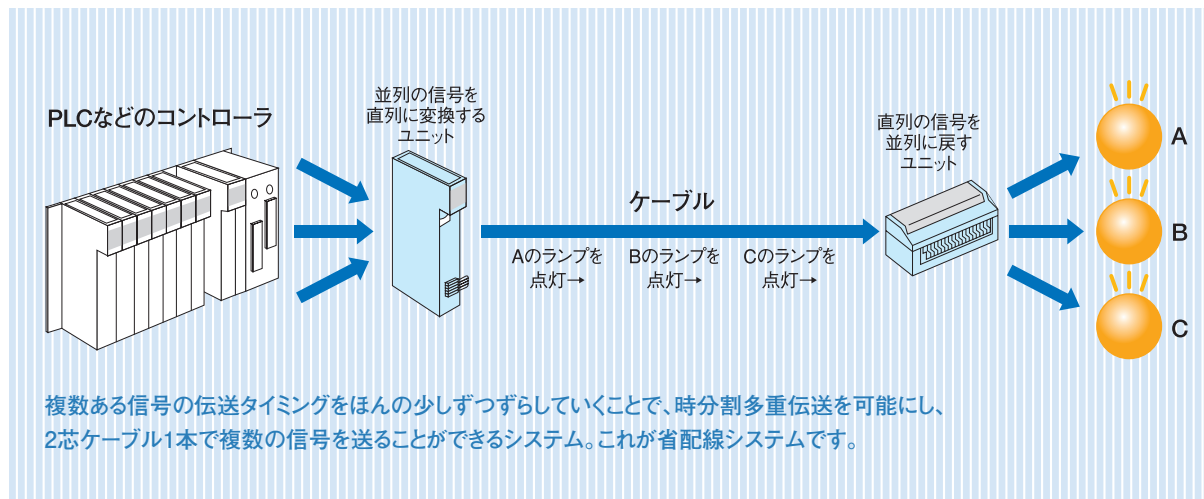 PLCなどのコントローラ
並列の信号を
直列に変換する
ユニット
ケーブル
Aのランプを
点灯→
Bのランプを
点灯→
Cのランプを
点灯→
直列の信号を
並列に戻す
ユニット
A
B
C
複数ある信号の伝送タイミングをほんの少しずつずらしていくことで、時分割多重伝送を可能にし、
2芯ケーブル1本で複数の信号を送ることができるシステム。これが省配線システムです。